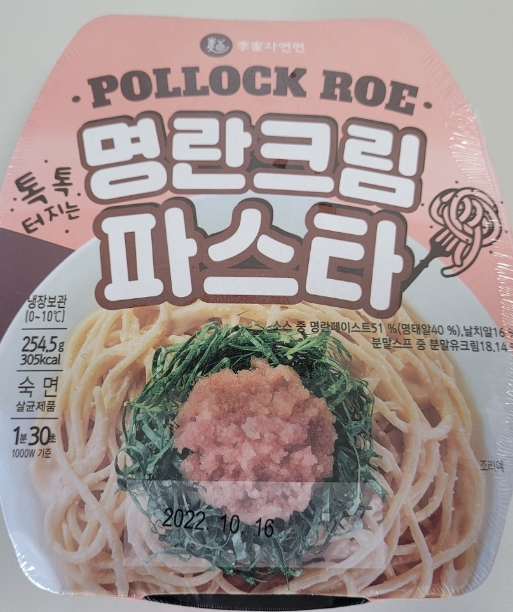 李家자연면
·POLLOCK ROE·
명란크림
톡톡
터지는
파스타
냉장보관
(0~10℃)
소스 중 명란페이스트51 %(명태알40 %),날치알16 %
분말스프 중 분말유크림18.14
254.5g
305kcal
숙면
살균제품
1분30초
1000W 기준
조리예
2022 10 16